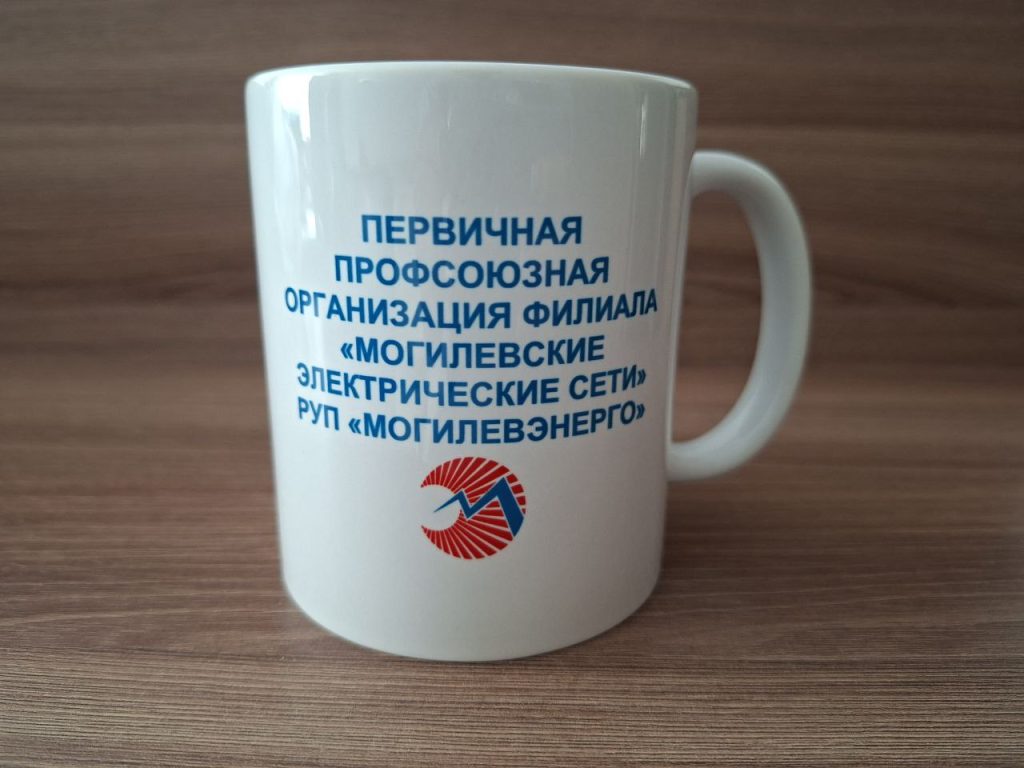 ПЕРВИЧНАЯ
ПРОФСОЮЗНАЯ
ОРГАНИЗАЦИЯ ФИЛИАЛА
«МОГИЛЕВСКИЕ
ЭЛЕКТРИЧЕСКИЕ СЕТИ»
РУП «МОГИЛЕВЭНЕРГО»